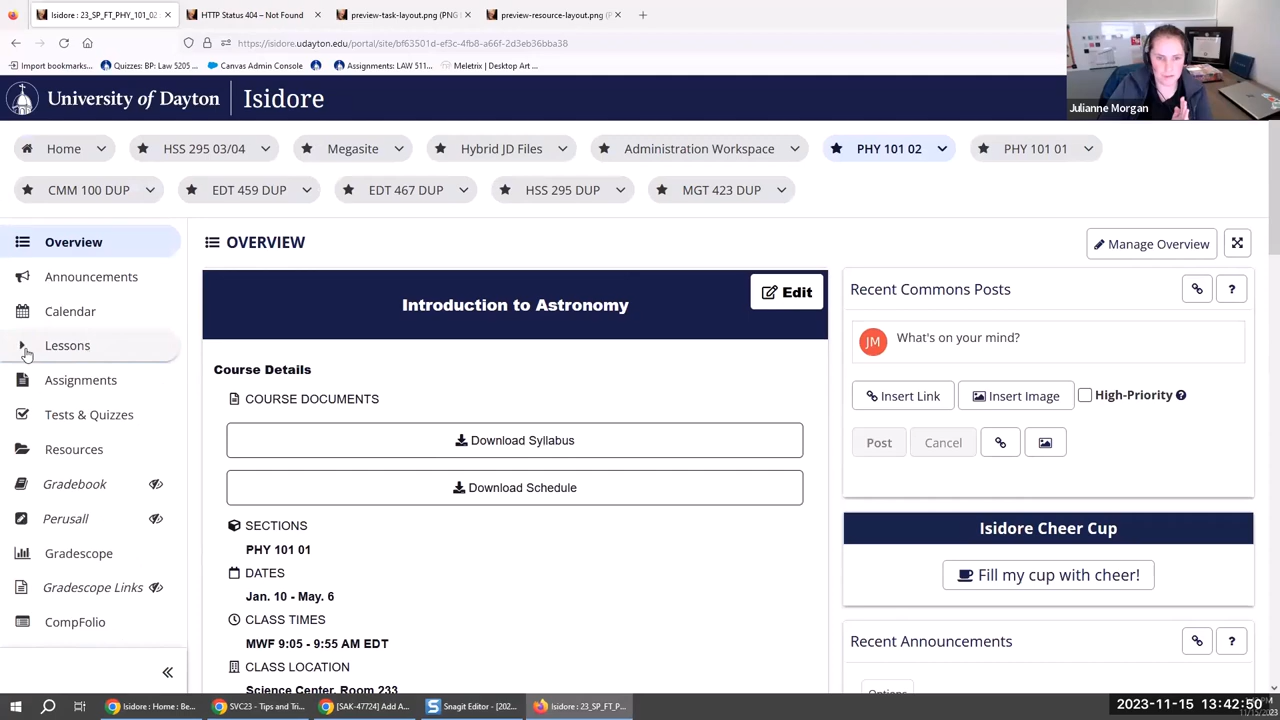 Isidore : 23_SP_FT_PHY_101_02
HTTP Status 404 – Not Found
preview-task-layout.png (PNG I
preview-resource-layout.png (P
https://isidore.udayton.edu/portal/site/
Import bookmarks...
Quizzes: BP: Law 5205 ...
Canvas Admin Console
Assignments: LAW 511...
Meletrix | Desktop Art ...
University of Dayton
Isidore
Julianne Morgan
Home
HSS 295 03/04
Megasite
Hybrid JD Files
Administration Workspace
PHY 101 02
PHY 101 01
CMM 100 DUP
EDT 459 DUP
EDT 467 DUP
HSS 295 DUP
MGT 423 DUP
Overview
Announcements
Calendar
Lessons
Assignments
Tests & Quizzes
Resources
Gradebook
Perusall
Gradescope
Gradescope Links
CompFolio
OVERVIEW
Manage Overview
Introduction to Astronomy
Edit
Course Details
COURSE DOCUMENTS
Download Syllabus
Download Schedule
SECTIONS
PHY 101 01
DATES
Jan. 10 - May. 6
CLASS TIMES
MWF 9:05 - 9:55 AM EDT
CLASS LOCATION
Science Center, Room 233
Recent Commons Posts
?
JM
What's on your mind?
Insert Link
Insert Image
High-Priority
Post
Cancel
Isidore Cheer Cup
Fill my cup with cheer!
Recent Announcements
?
Options
Isidore : Home : Be...
SVC23 - Tips and Tri...
[SAK-47724] Add A...
Snagit Editor - [202...
Isidore : 23_SP_FT_P...
2023-11-15 13:42:50